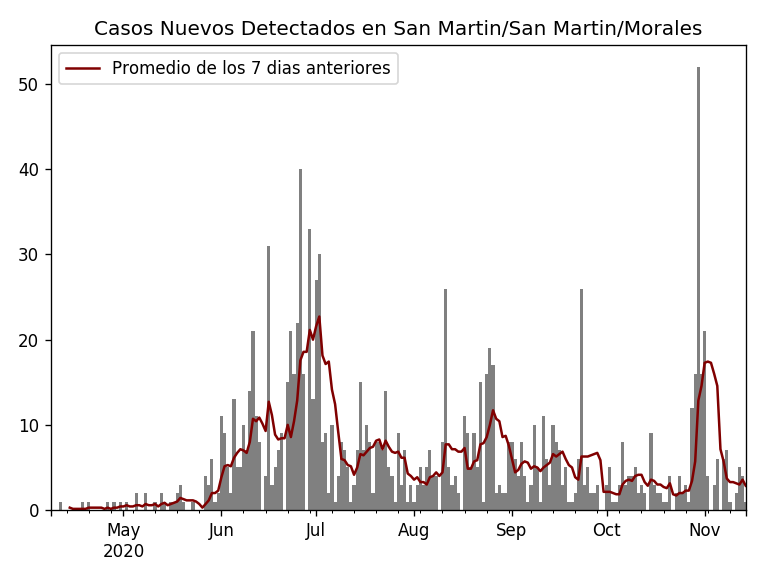 Casos Nuevos Detectados en San Martin/San Martin/Morales
Promedio de los 7 dias anteriores
50
40
30
20
10
0
May Jun Jul Aug Sep Oct Nov
2020